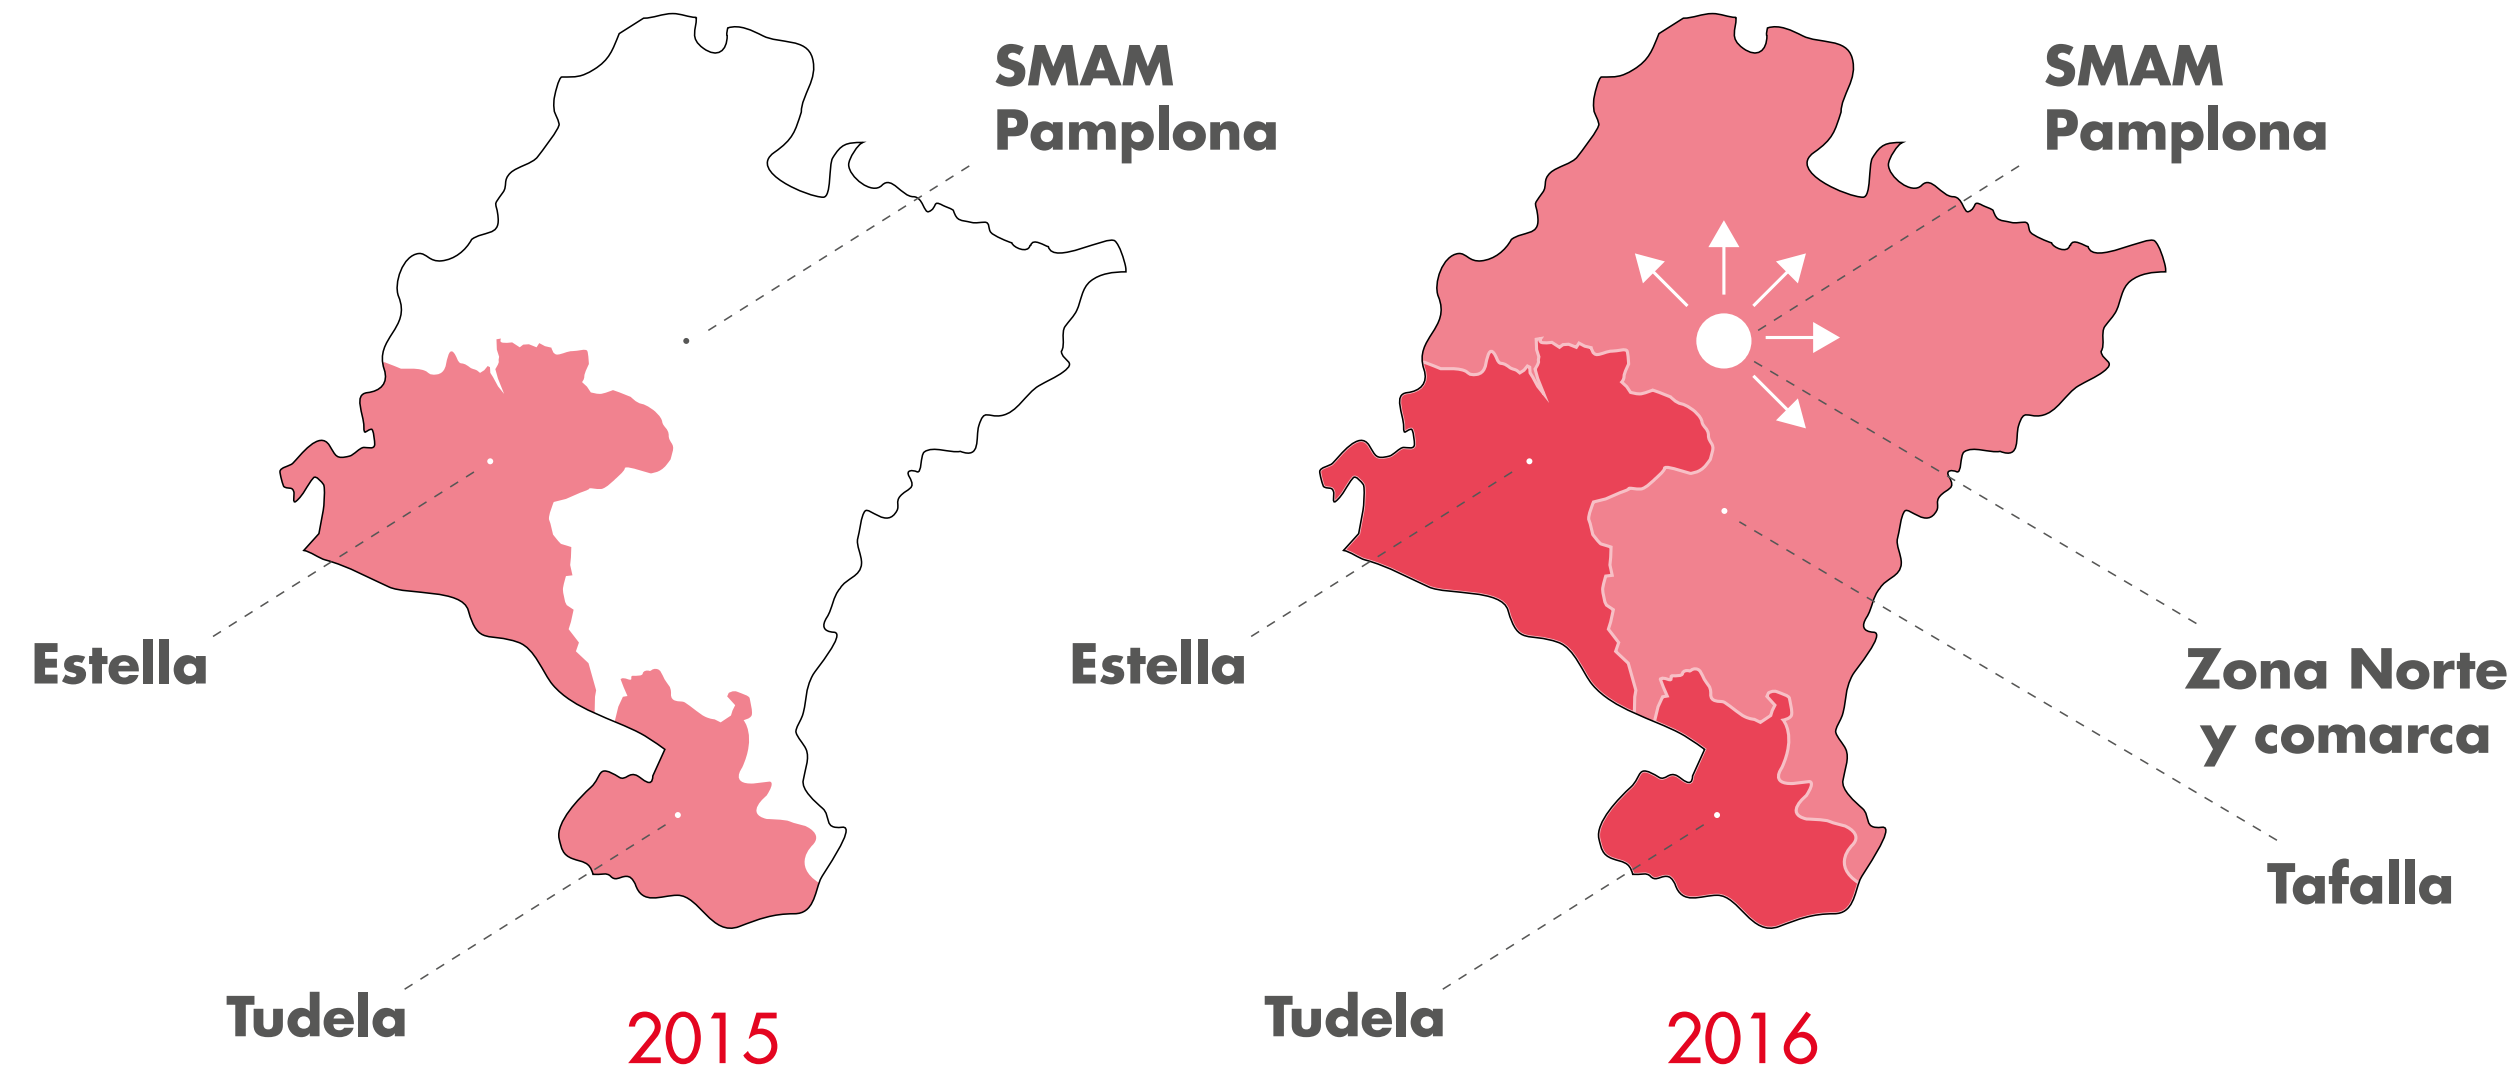 SMAM
Pamplona
Estella
Tudela
2015
SMAM
Pamplona
Estella
Zona Norte
y comarca
Tafalla
Tudela
2016